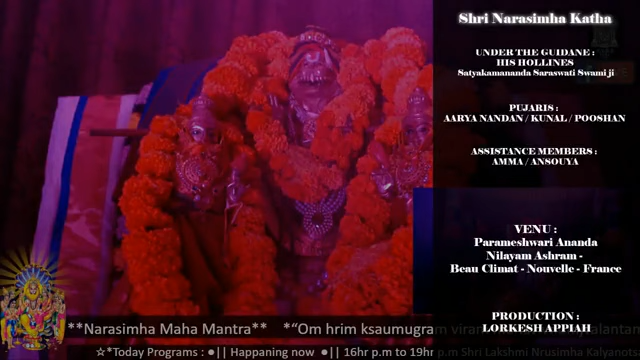 Shri Narasimha Katha
UNDER THE GUIDANE :
HIS HOLLINES
Satyakamananda Saraswati Swami ji
PUJARIS :
AARYA NANDAN / KUNAL / POOSHAN
ASSISTANCE MEMBERS :
AMMA / ANSOUYA
VENU :
Parameshwari Ananda
Nilayam Ashram -
Beau Climat - Nouvelle - France
PRODUCTION :
LORKESH APPIAH
**Narasimha Maha Mantra** *“Om hrim ksaumugram
☆*Today Programs : ●|| Happaning now ●|| 16hr p.m to 19hr p.m Shri Lakshmi Nrusimha Kalyanot